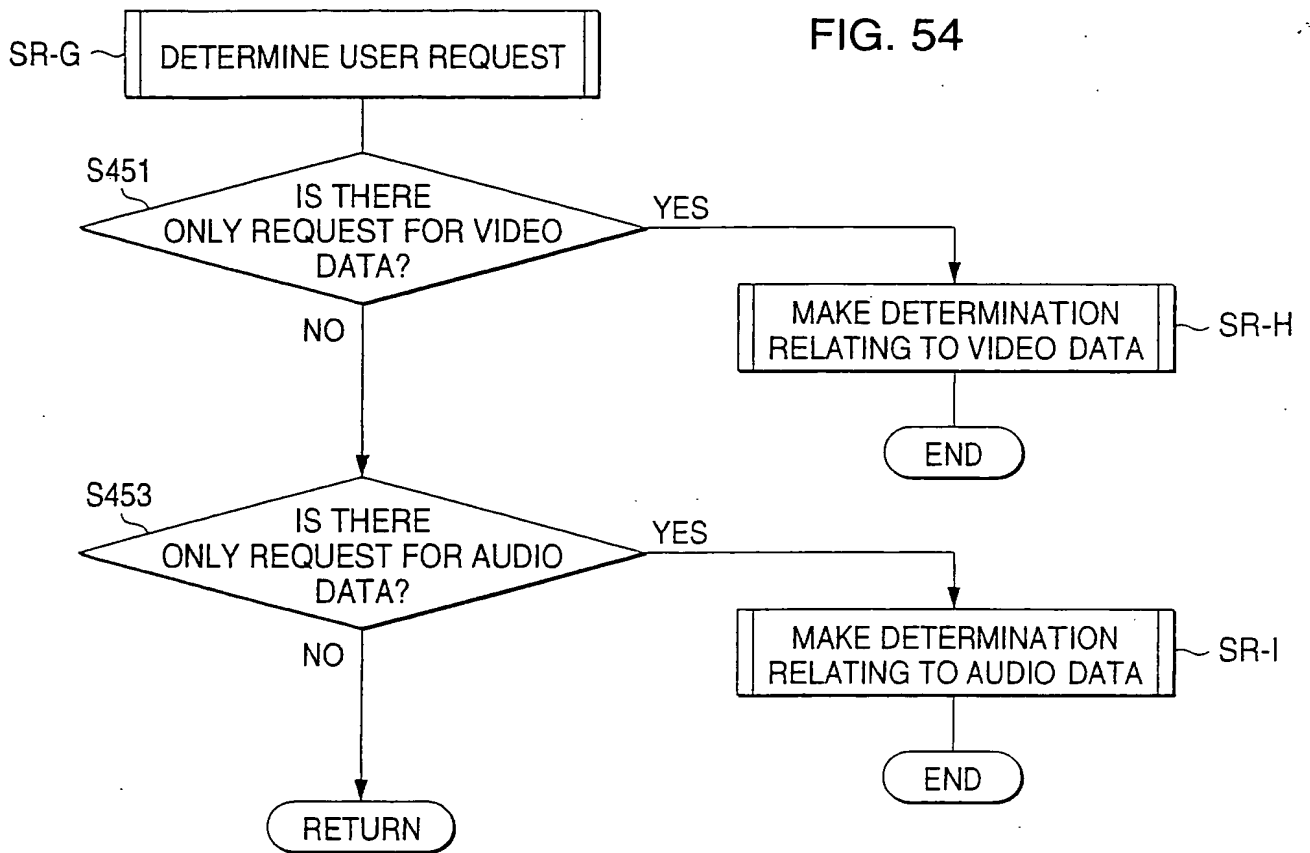 FIG. 54
SR-G
DETERMINE USER REQUEST
S451
IS THERE
ONLY REQUEST FOR VIDEO
DATA?
YES
NO
MAKE DETERMINATION
RELATING TO VIDEO DATA
SR-H
END
S453
IS THERE
ONLY REQUEST FOR AUDIO
DATA?
YES
NO
MAKE DETERMINATION
RELATING TO AUDIO DATA
SR-I
END
RETURN